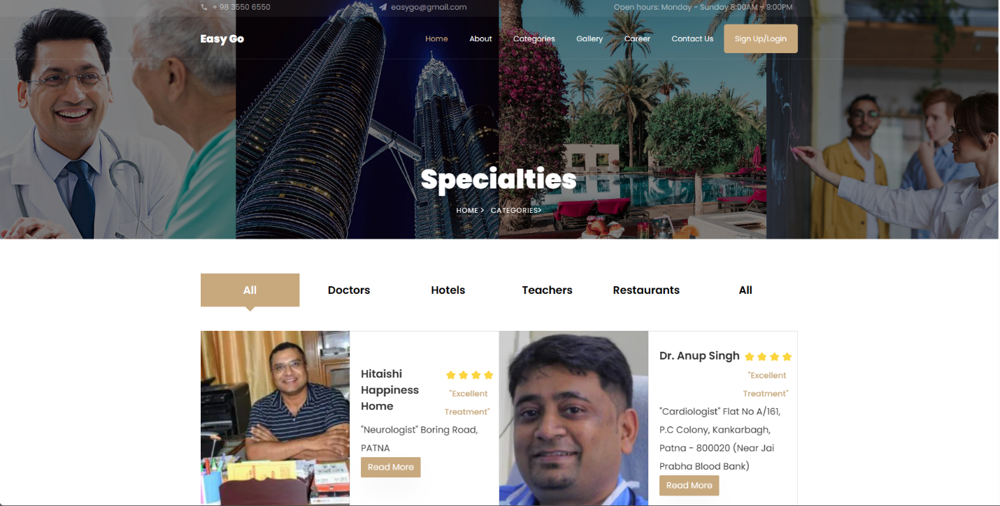 + 98 3550 6550
easygo@gmail.com
Open hours: Monday - Sunday 8:00AM - 9:00PM
Easy Go
Home
About
Categories
Gallery
Career
Contact Us
Sign Up/Login
Specialties
HOME >
CATEGORIES>
All
Doctors
Hotels
Teachers
Restaurants
All
Hitaishi
Happiness
Home
"Excellent
Treatment"
"Neurologist" Boring Road,
PATNA
Read More
Dr. Anup Singh
"Excellent
Treatment"
"Cardiologist" Flat No A/161,
P.C Colony, Kankarbagh,
Patna - 800020 (Near Jai
Prabha Blood Bank)
Read More